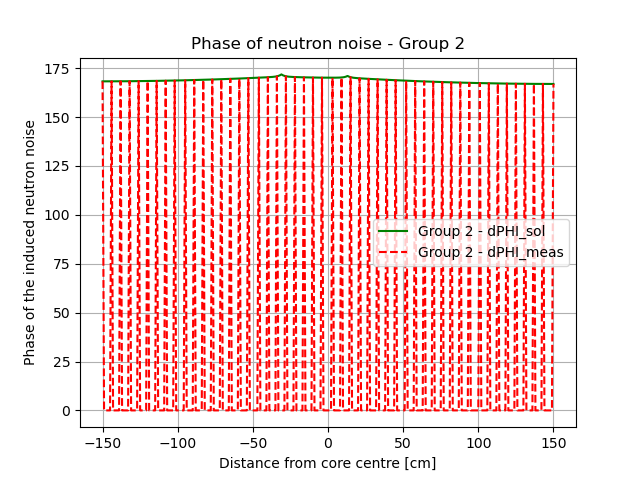 Phase of neutron noise - Group 2
Phase of the induced neutron noise
175
150
125
100
75
50
25
0
Group 2 - dPHI_sol
Group 2 - dPHI_meas
−150 −100 −50 0 50 100 150
Distance from core centre [cm]